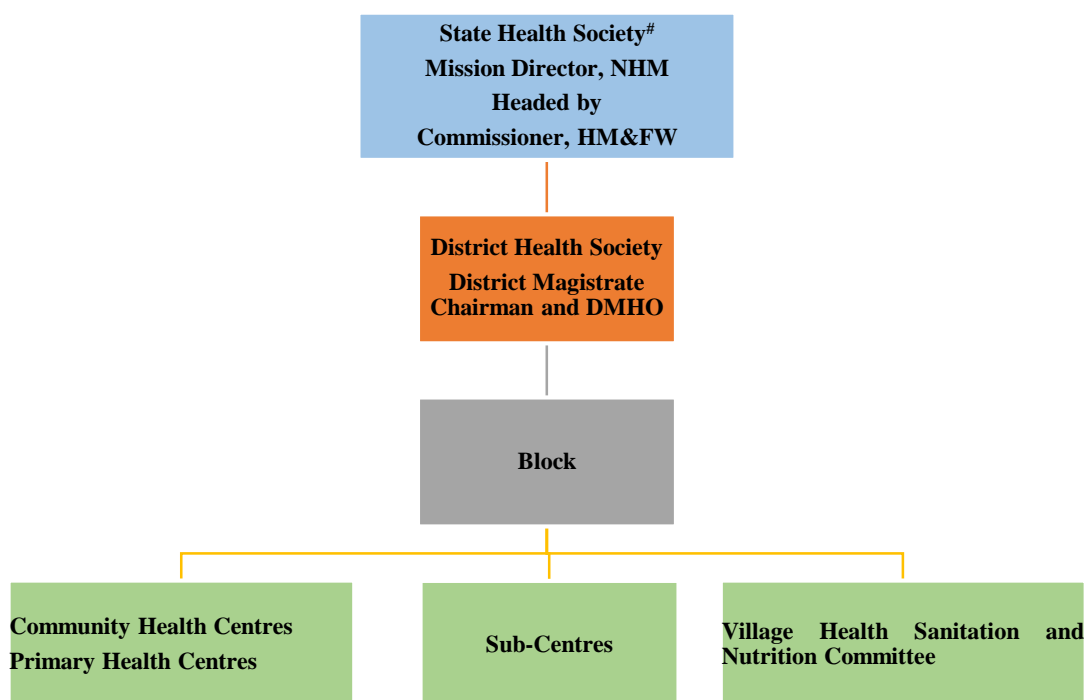 State Health Society#
Mission Director, NHM
Headed by
Commissioner, HM&FW
District Health Society
District Magistrate
Chairman and DMHO
Block
Community Health Centres
Primary Health Centres
Sub-Centres
Village Health Sanitation and
Nutrition Committee